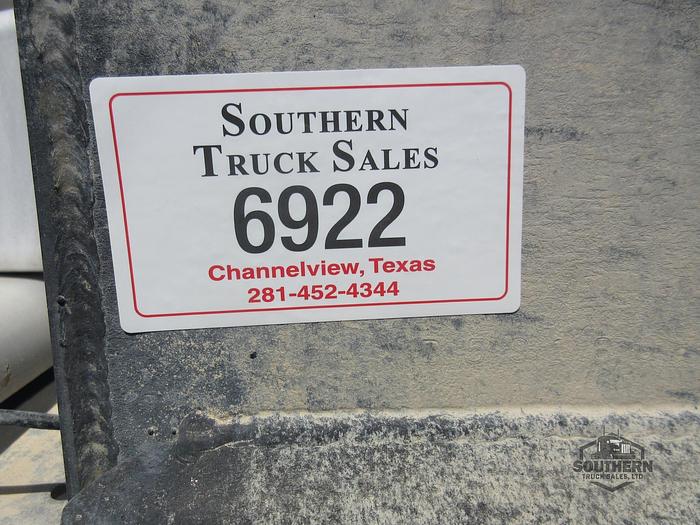 SOUTHERN
TRUCK SALES
6922
Channelview, Texas
281-452-4344
SOUTHERN
TRUCK SALES, LTD